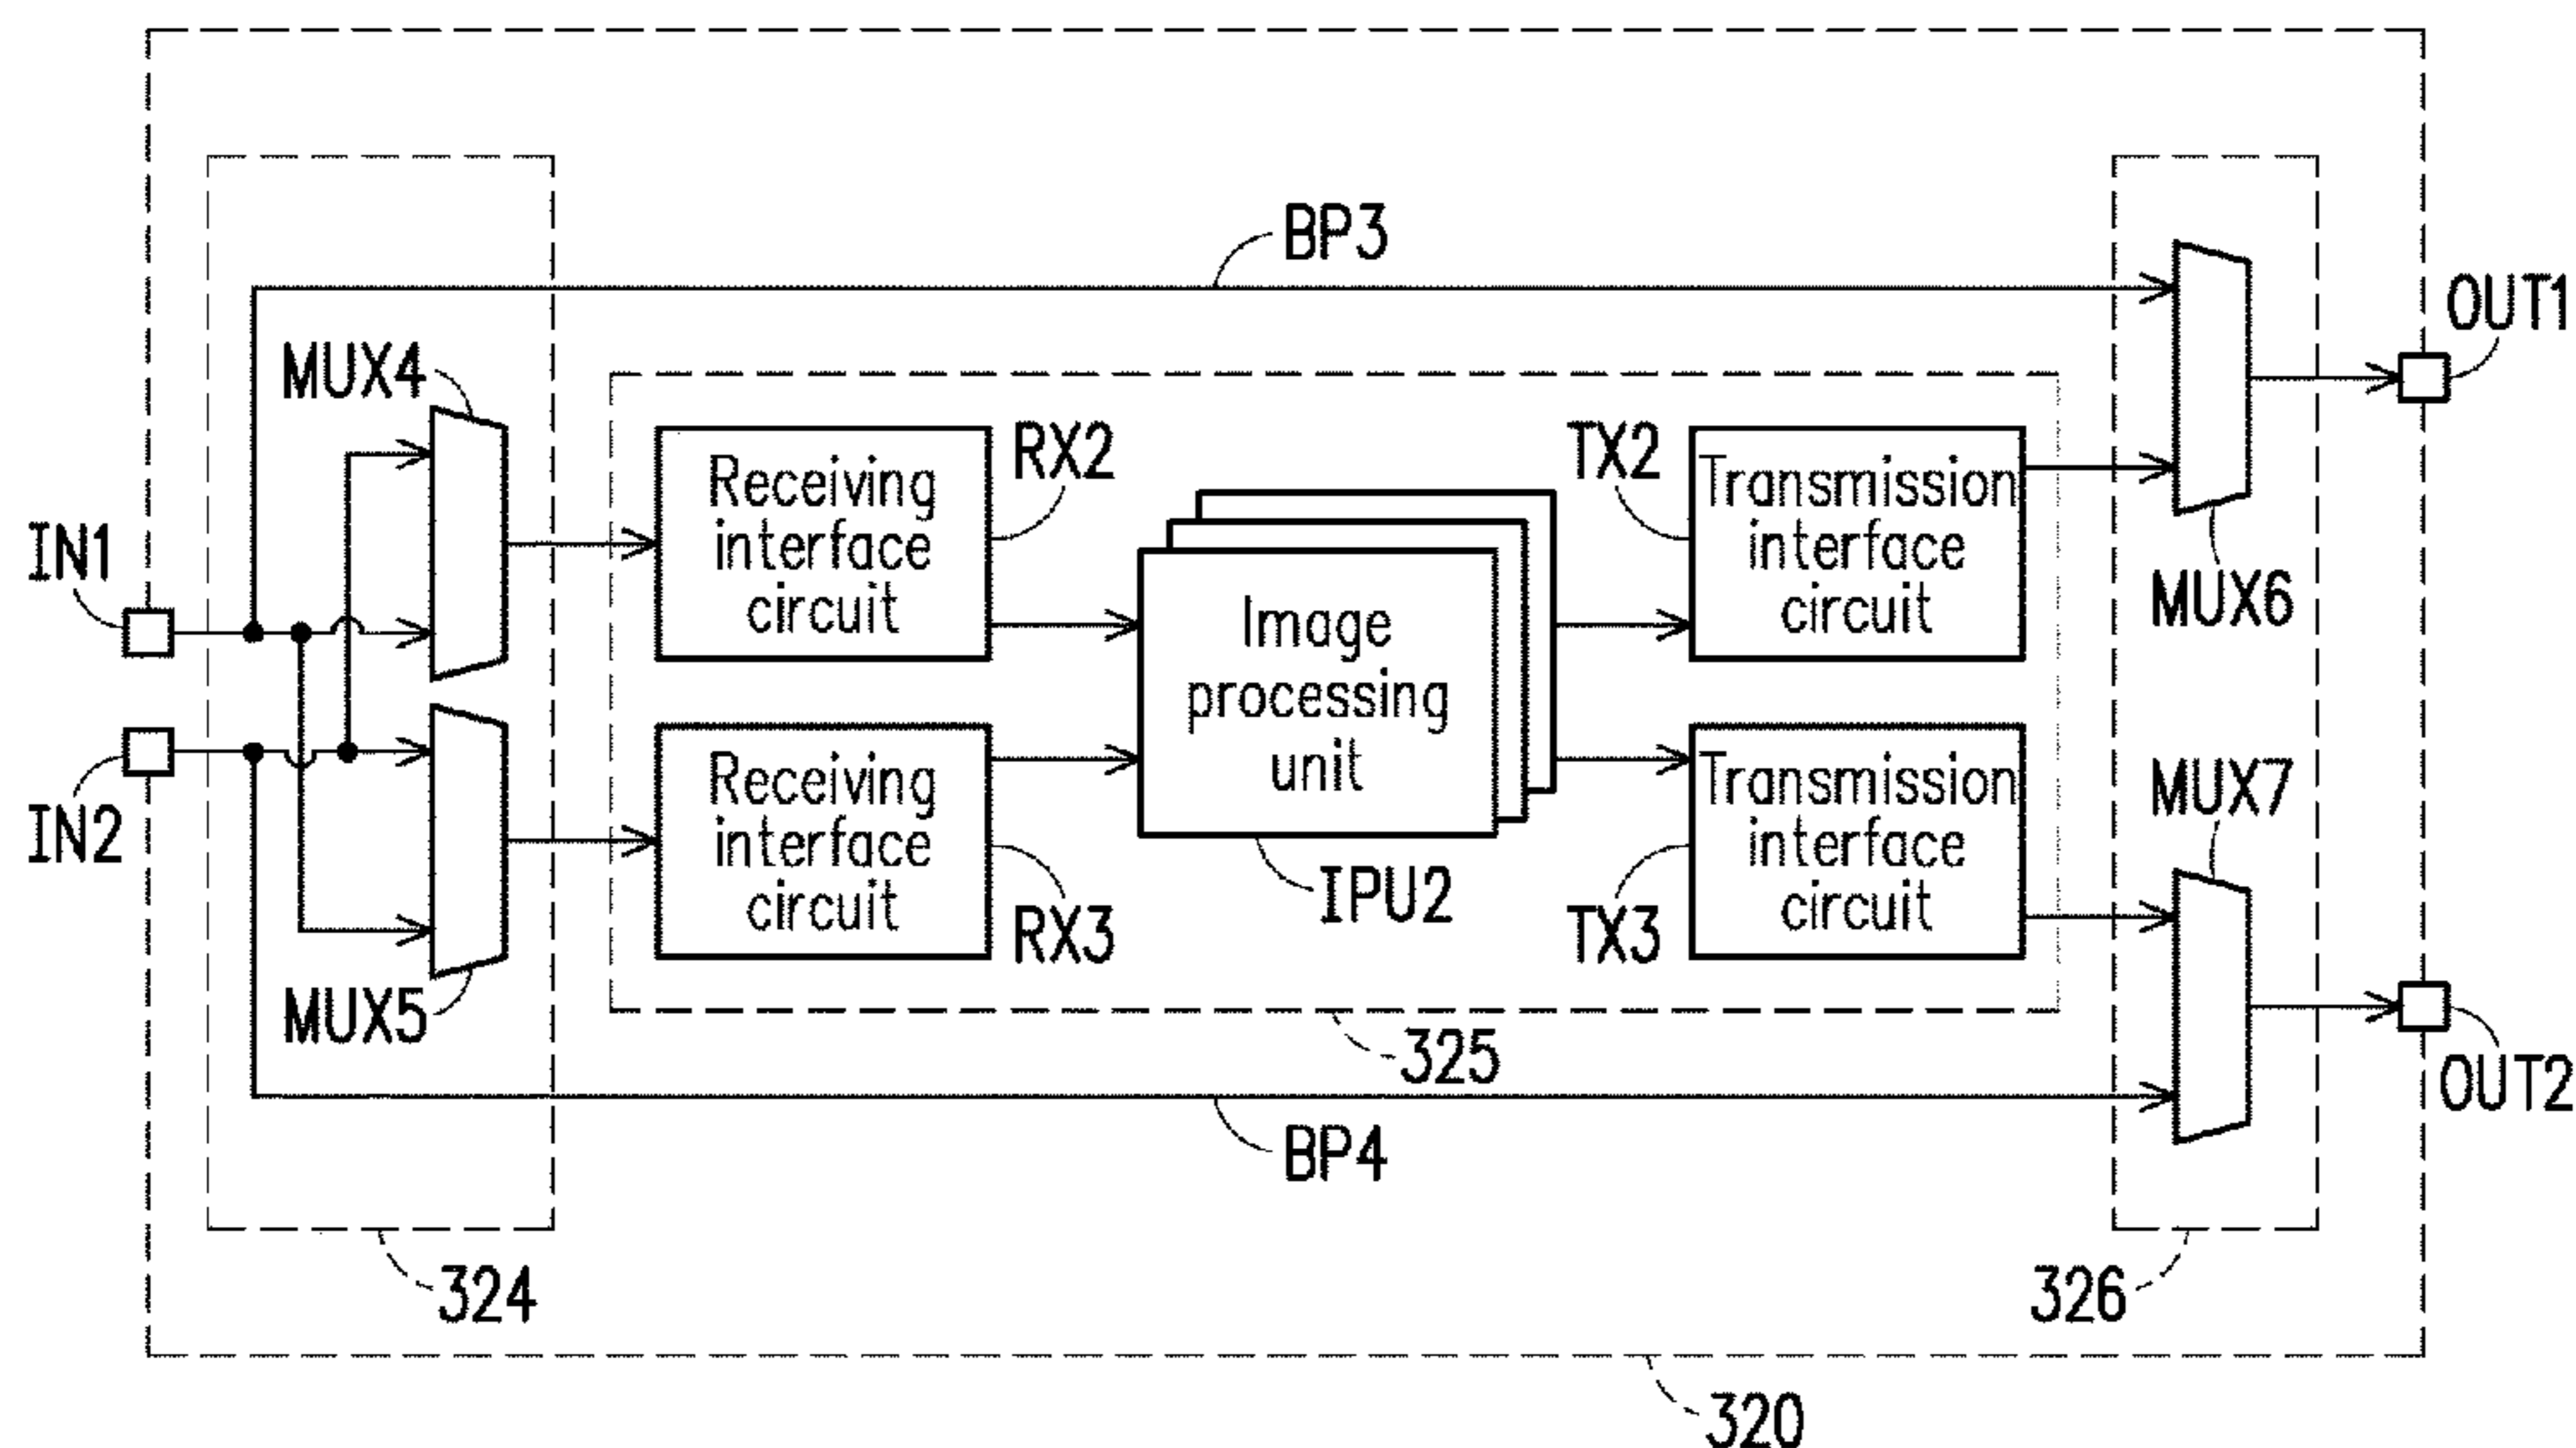 BP3
OUT1
MUX4
RX2
TX2
Receiving
interface
circuit
Transmission
interface
circuit
IN1
MUX6
Image
processing
unit
IN2
Receiving
interface
circuit
Transmission
interface
circuit
MUX7
IPU2
RX3
TX3
MUX5
325
OUT2
BP4
324
326
320